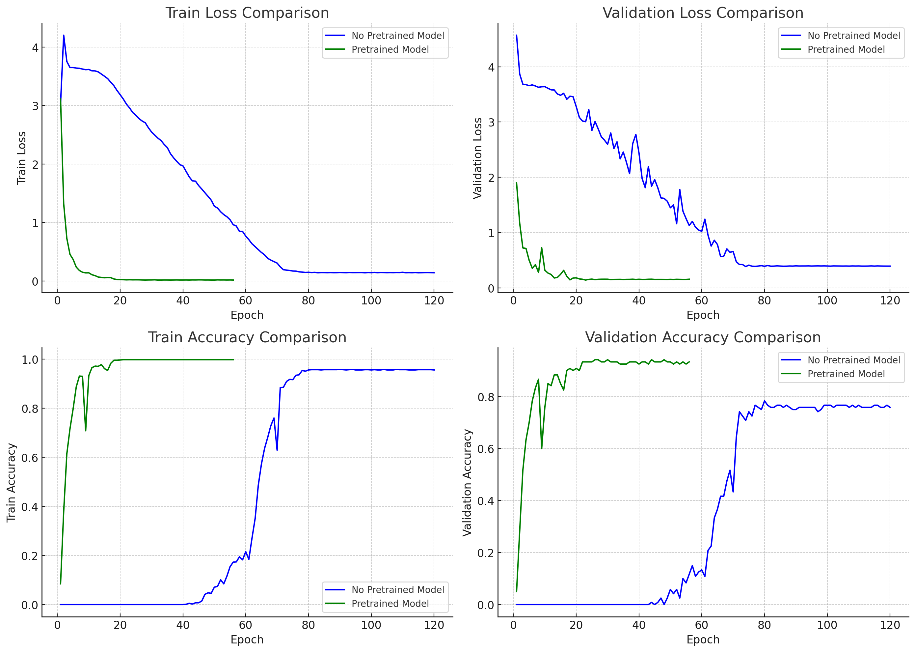 Train Loss Comparison
Train Loss
4
3
2
1
0
No Pretrained Model
Pretrained Model
0 20 40 60 80 100 120
Epoch
Validation Loss Comparison
Validation Loss
4
3
2
1
0
No Pretrained Model
Pretrained Model
0 20 40 60 80 100 120
Epoch
Train Accuracy Comparison
Train Accuracy
1.0
0.8
0.6
0.4
0.2
0.0
No Pretrained Model
Pretrained Model
0 20 40 60 80 100 120
Epoch
Validation Accuracy Comparison
Validation Accuracy
0.8
0.6
0.4
0.2
0.0
No Pretrained Model
Pretrained Model
0 20 40 60 80 100 120
Epoch